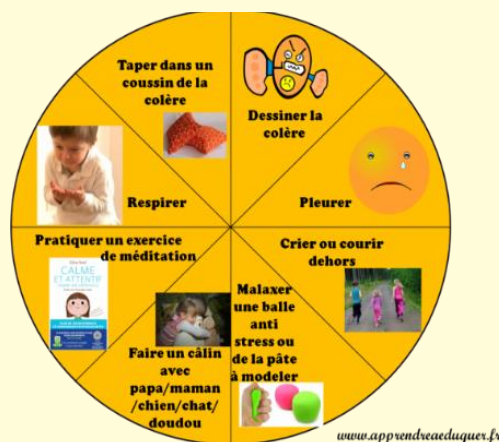 Taper dans un
coussin de la
colère
Dessiner la
colère
Respirer
Pleurer
Pratiquer un exercice
de méditation
CALME
ET ATTENTIF
Crier ou courir
dehors
Malaxer
une balle
anti
stress ou
de la pâte
à modeler
Faire un câlin
avec
papa/maman
/chien/chat/
doudou
www.apprendreaeduquer.fr